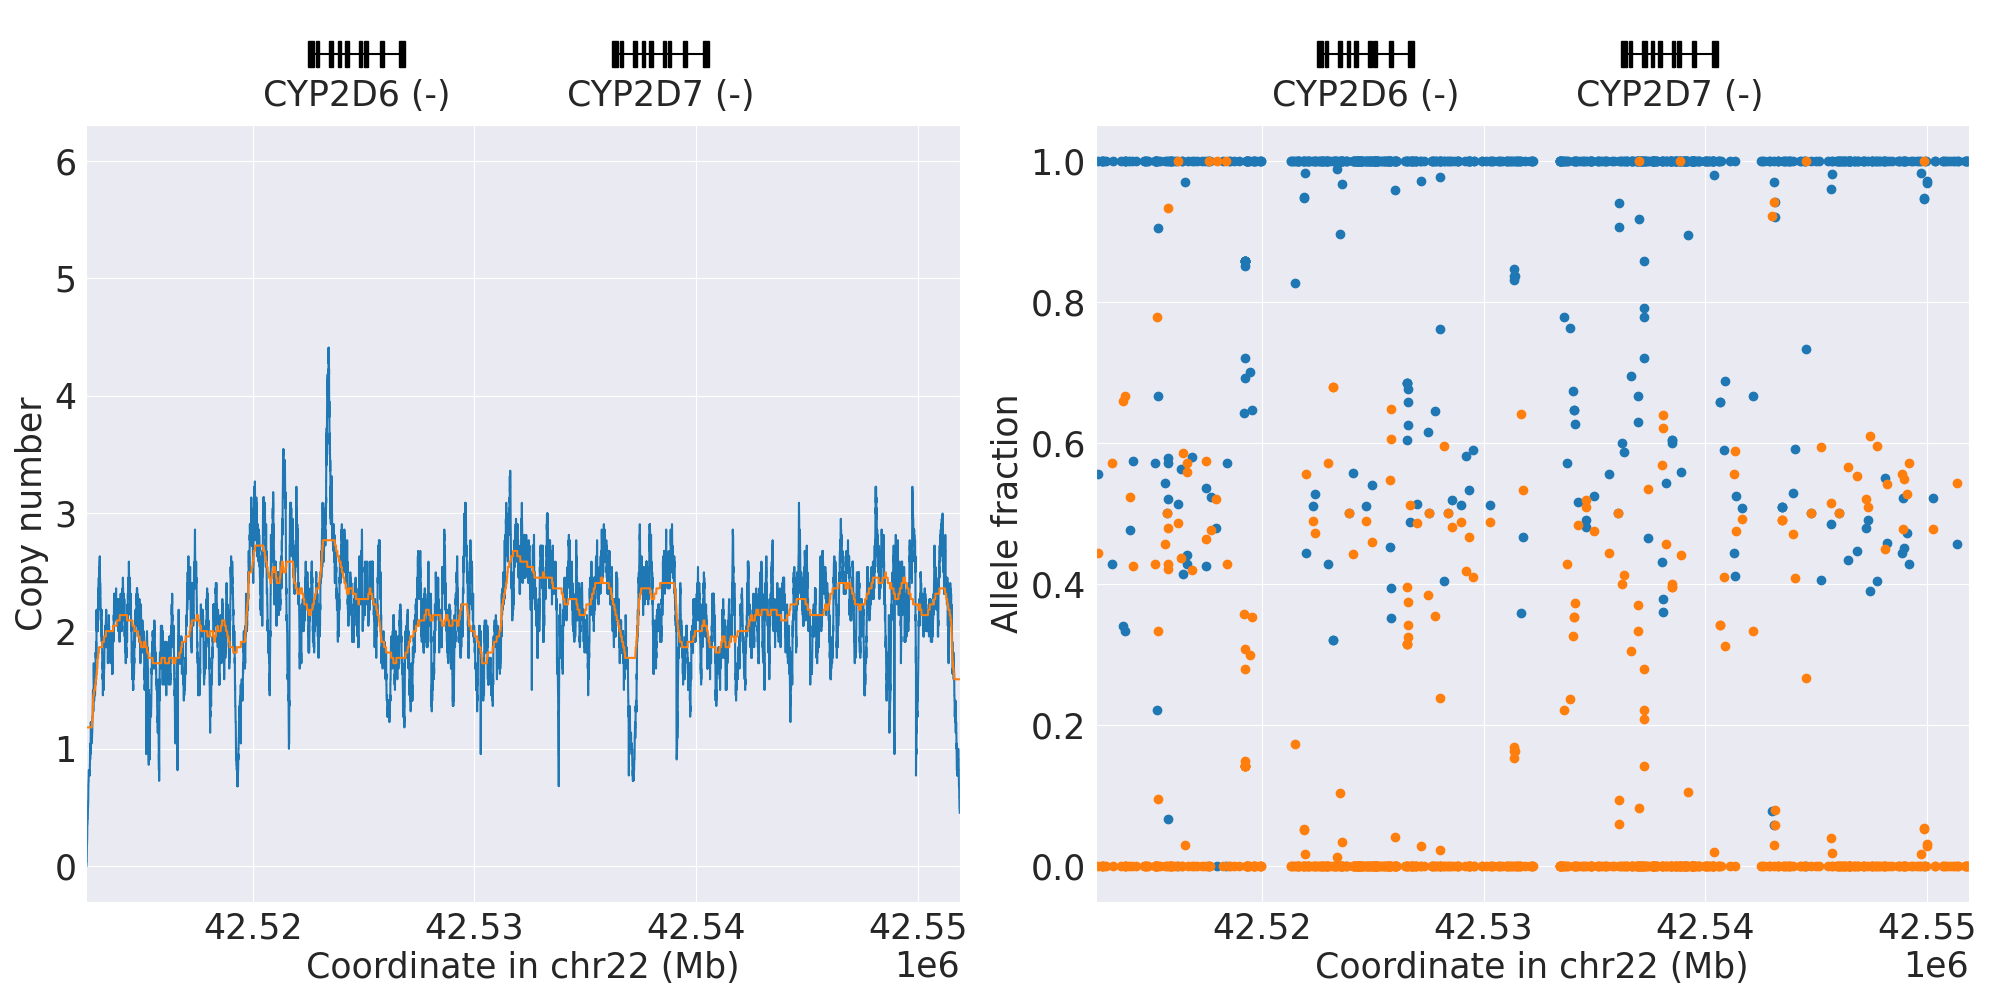 CYP2D6 (-)
CYP2D7 (-)
6
5
4
3
2
1
0
Copy number
42.52
42.53
42.54
42.55
1e6
Coordinate in chr22 (Mb)
CYP2D6 (-)
CYP2D7 (-)
1.0
0.8
0.6
0.4
0.2
0.0
Allele fraction
42.52
42.53
42.54
42.55
1e6
Coordinate in chr22 (Mb)